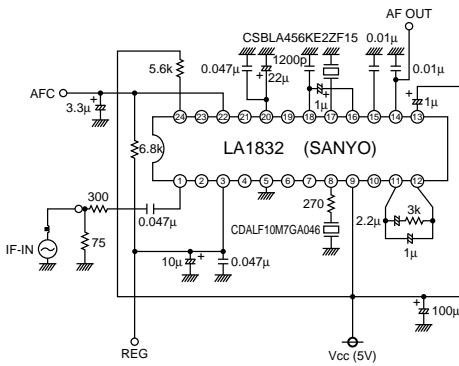 AF OUT
CSBLA456KE2ZF15 0.01μ
1200p
5.6k 0.047μ 22μ 1μ 0.01μ
AFC 3.3μ 1μ
24 23 22 21 20 19 18 17 16 15 14 13
6.8k
LA1832 (SANYO)
1 2 3 4 5 6 7 8 9 10 11 12
300
0.047μ
270
3k
2.2μ
IF-IN 75
CDALF10M7GA046
1μ
10μ 0.047μ
100μ
REG Vcc (5V)